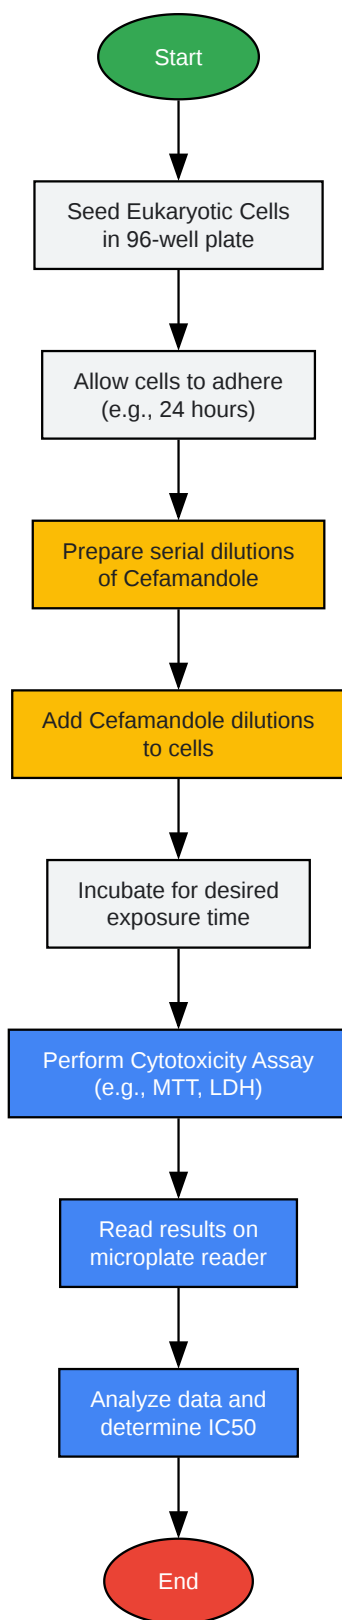 Start
Seed Eukaryotic Cells
in 96-well plate
Allow cells to adhere
(e.g., 24 hours)
Prepare serial dilutions
of Cefamandole
Add Cefamandole dilutions
to cells
Incubate for desired
exposure time
Perform Cytotoxicity Assay
(e.g., MTT, LDH)
Read results on
microplate reader
Analyze data and
determine IC50
End